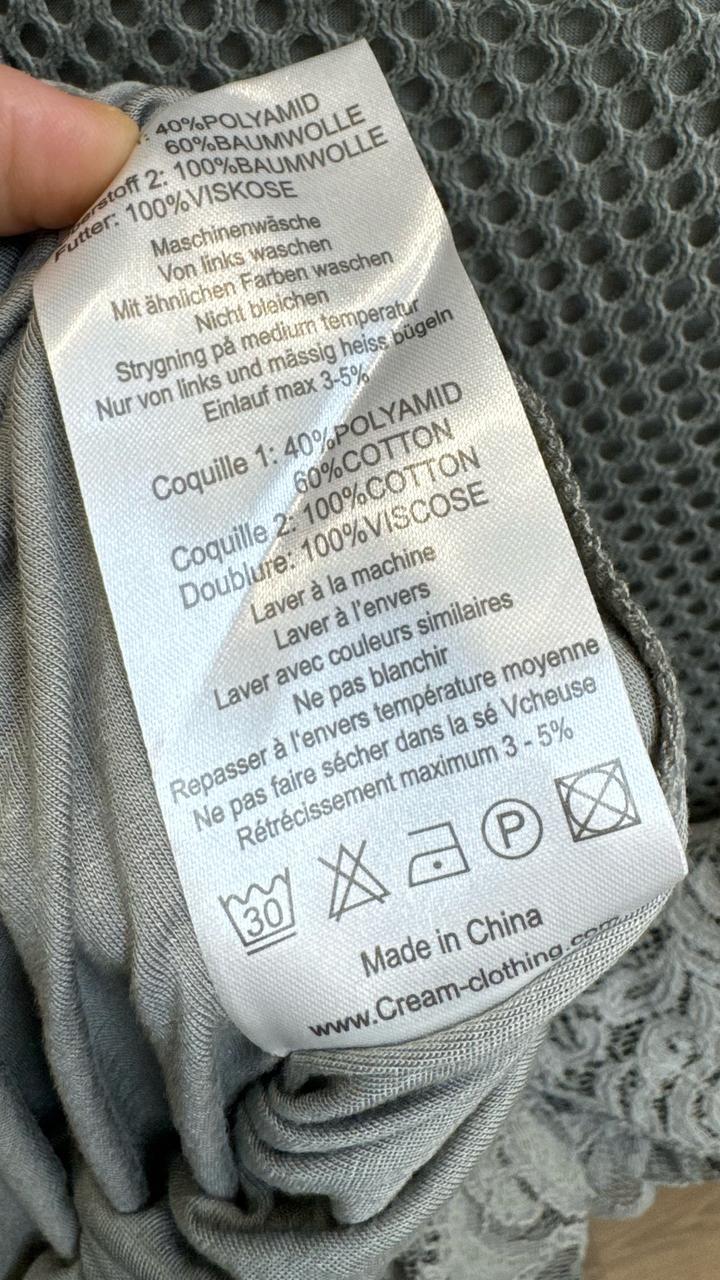 40%POLYAMID
60%BAUMWOLLE
2: 100%BAUMWOLLE
Futter: 100%VISKOSE
Maschinenwäsche
Von links waschen
Mit ähnlichen Farben waschen
Nicht bleichen
Strygning på medium temperatur
Nur von links und mässig heiss bügeln
Einlauf max 3-5%
Coquille 1: 40%POLYAMID
60%COTTON
Coquille 2: 100%COTTON
Doublure: 100%VISCOSE
Laver à la machine
Laver à l'envers
Laver avec couleurs similaires
Ne pas blanchir
Repasser à l'envers température moyenne
Ne pas faire sécher dans la sé Vcheuse
Rétrécissement maximum 3 - 5%
30
P
Made in China
www.Cream-clothing.com